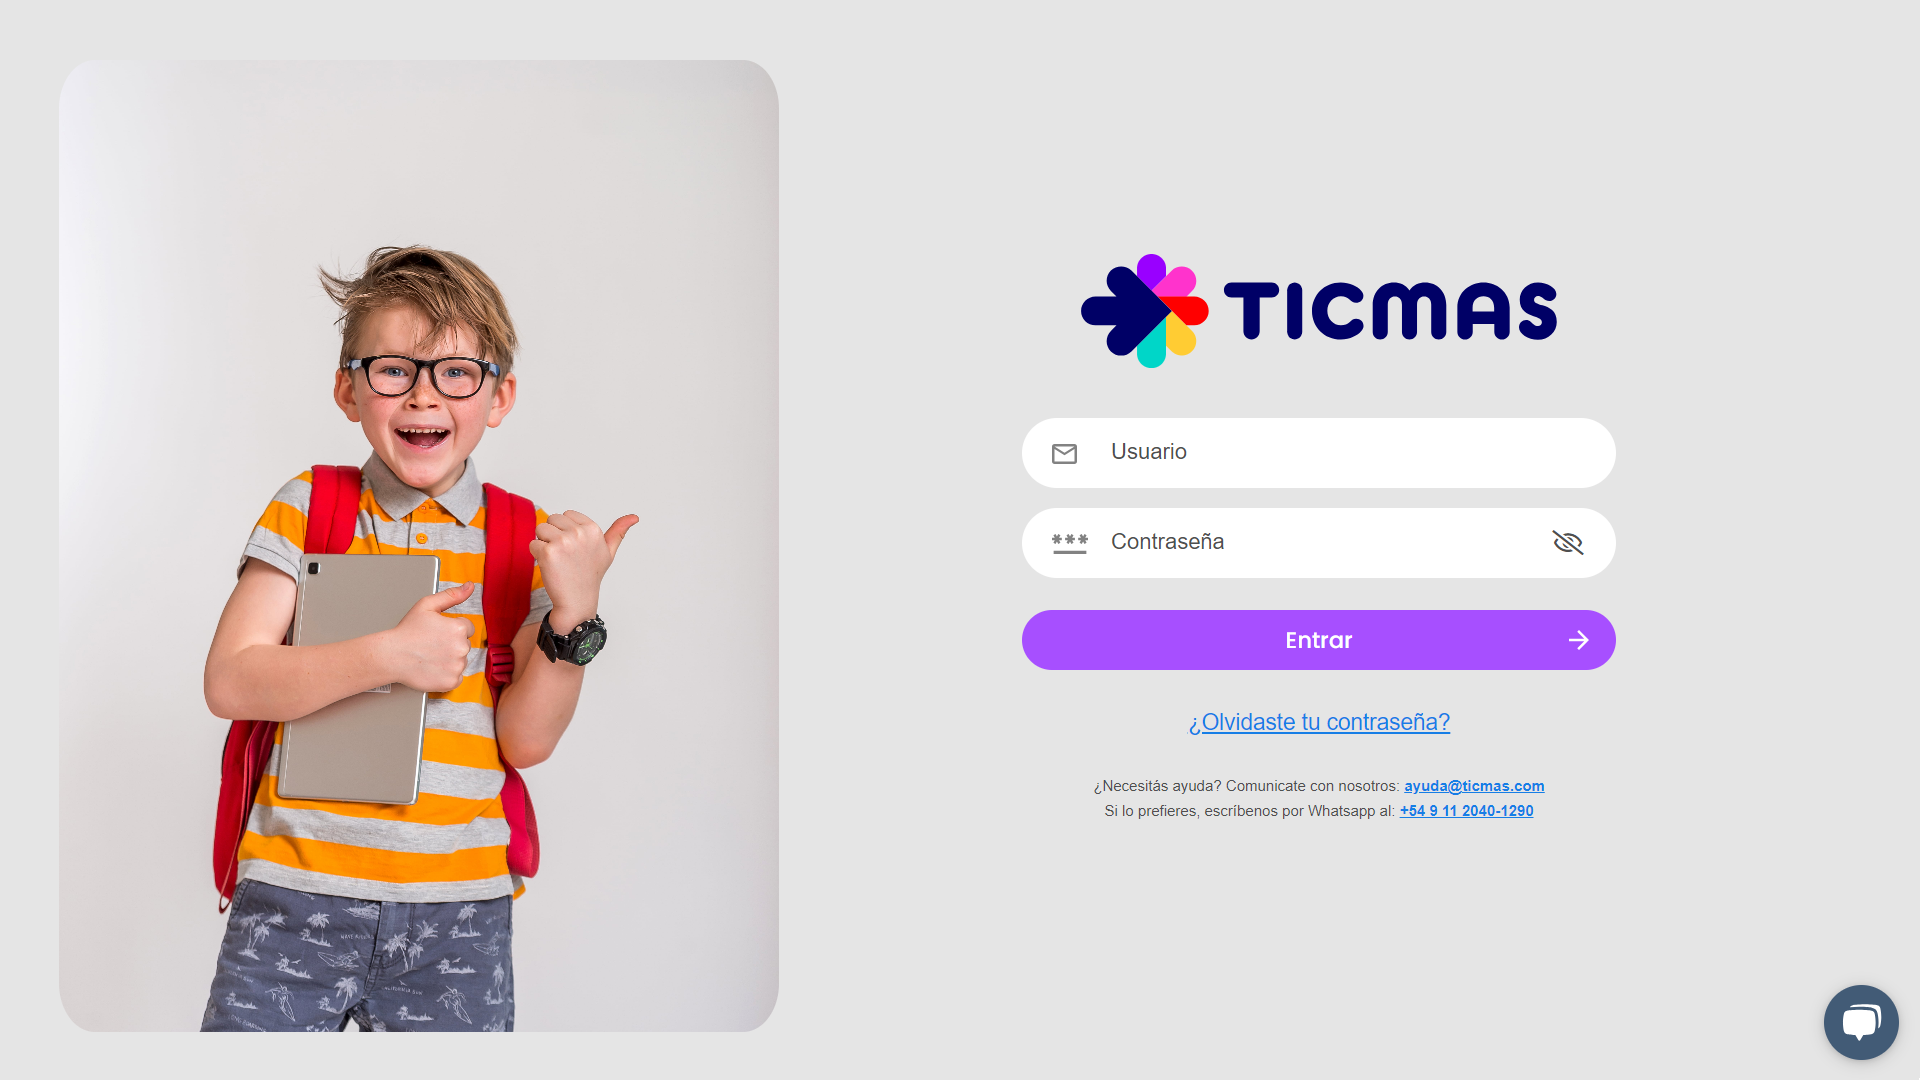 TICMAS
Usuario
*** Contraseña
Entrar
¿Olvidaste tu contraseña?
¿Necesitás ayuda? Comunicate con nosotros: ayuda@ticmas.com
Si lo prefieres, escríbenos por Whatsapp al: +54 9 11 2040-1290